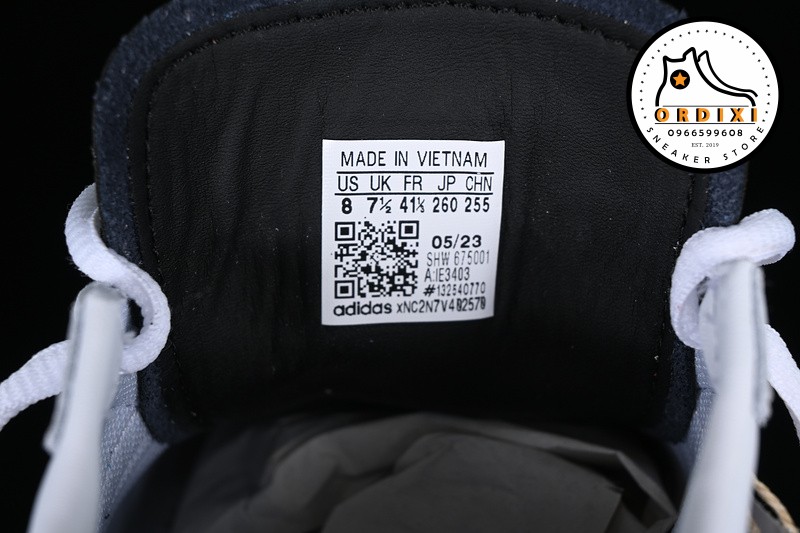 ORDIXI
0966599608
EST. 2019
SNEAKER STORE
MADE IN VIETNAM
US UK FR JP CHN
8 7½ 41⅓ 260 255
05/23
SHW 675001
A:IE3403
#132540770
adidas